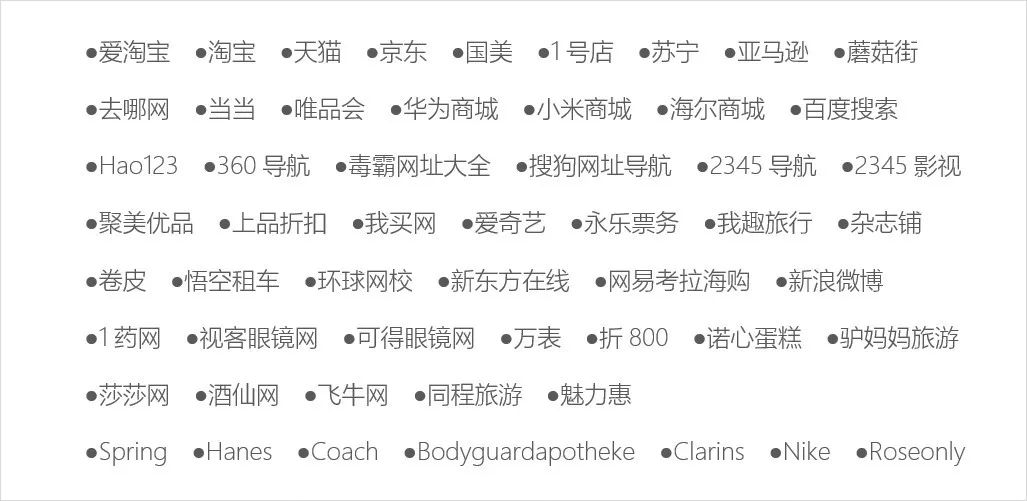 ●爱淘宝 ●淘宝 ●天猫 ●京东 ●国美 ●1号店 ●苏宁 ●亚马逊 ●蘑菇街
●去哪网 ●当当 ●唯品会 ●华为商城 ●小米商城 ●海尔商城 ●百度搜索
●Hao123 ●360 导航 ●毒霸网址大全 ●搜狗网址导航 ●2345 导航 ●2345 影视
●聚美优品 ●上品折扣 ●我买网 ●爱奇艺 ●永乐票务 ●我趣旅行 ●杂志铺
●卷皮 ●悟空租车 ●环球网校 ●新东方在线 ●网易考拉海购 ●新浪微博
●1药网 ●视客眼镜网 ●可得眼镜网 ●万表 ●折 800 ●诺心蛋糕 ●驴妈妈旅游
●莎莎网 ●酒仙网 ●飞牛网 ●同程旅游 ●魅力惠
●Spring ●Hanes ●Coach ●Bodyguardapotheke ●Clarins ●Nike ●Roseonly